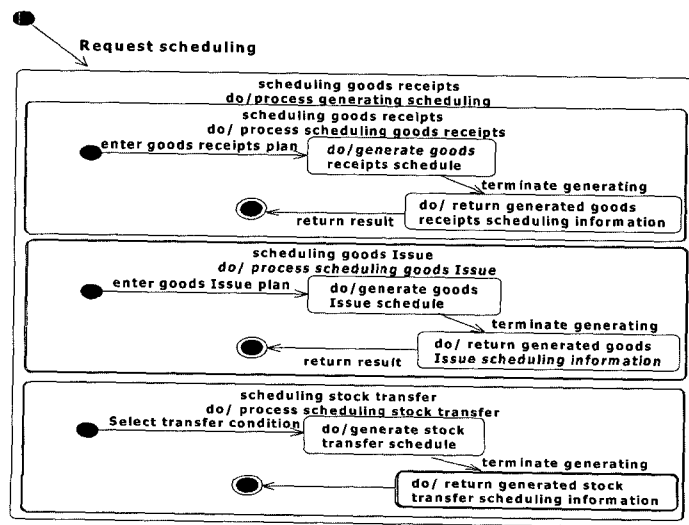 Request scheduling
scheduling goods receipts
do/process generating scheduling
scheduling goods receipts
do/ process scheduling goods receipts
enter goods receipts plan
do/generate goods
receipts schedule
terminate generating
do/ return generated goods
receipts scheduling information
return result
scheduling goods Issue
do/ process scheduling goods Issue
enter goods Issue plan
do/generate goods
Issue schedule
terminate generating
do/ return generated goods
Issue scheduling information
return result
scheduling stock transfer
do/ process scheduling stock transfer
Select transfer condition
do/generate stock
transfer schedule
terminate generating
do/ return generated stock
transfer scheduling information